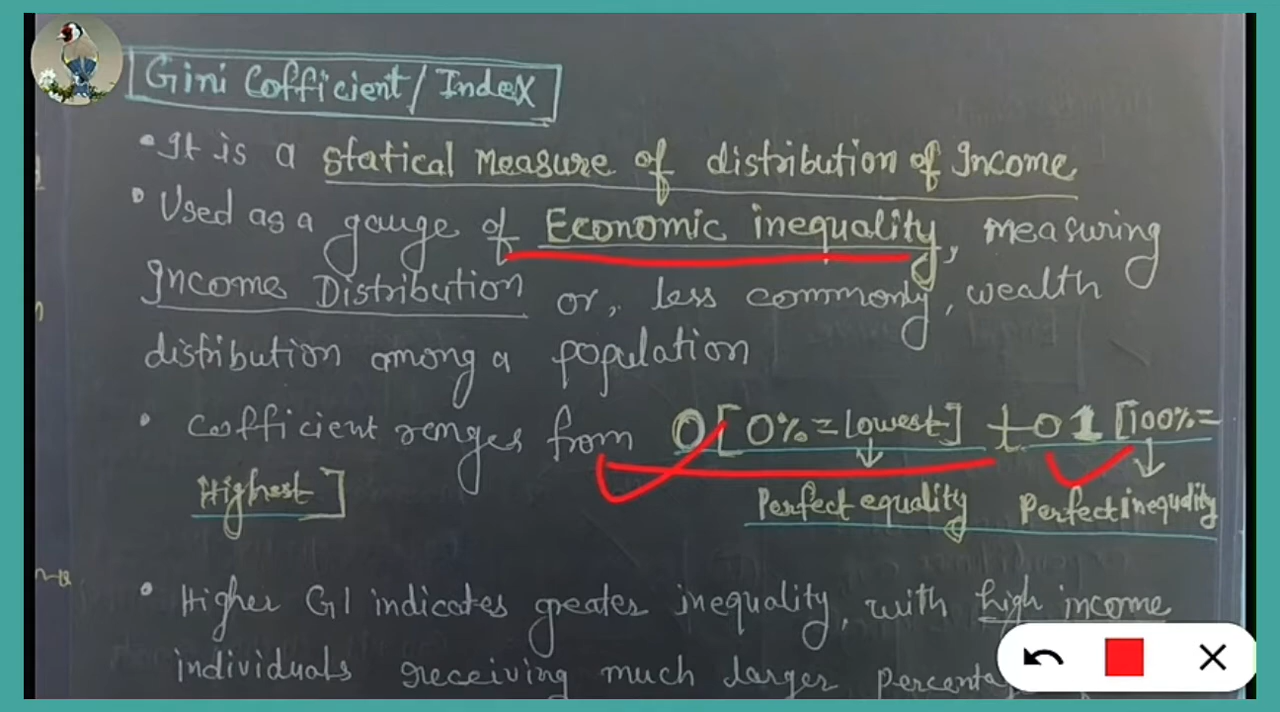 Gini Cofficient/Index
• It is a statical Measure of distribution of Income
• Used as a gauge of Economic inequality, measuring
Income Distribution or, less commonly, wealth
distribution among a population
• Cofficient ranges from 0 [0% = lowest] to 1 [100% =
Highest]
Perfect equality Perfect inequality
• Higher GI indicates greater inequality, with high income
individuals receiving much larger